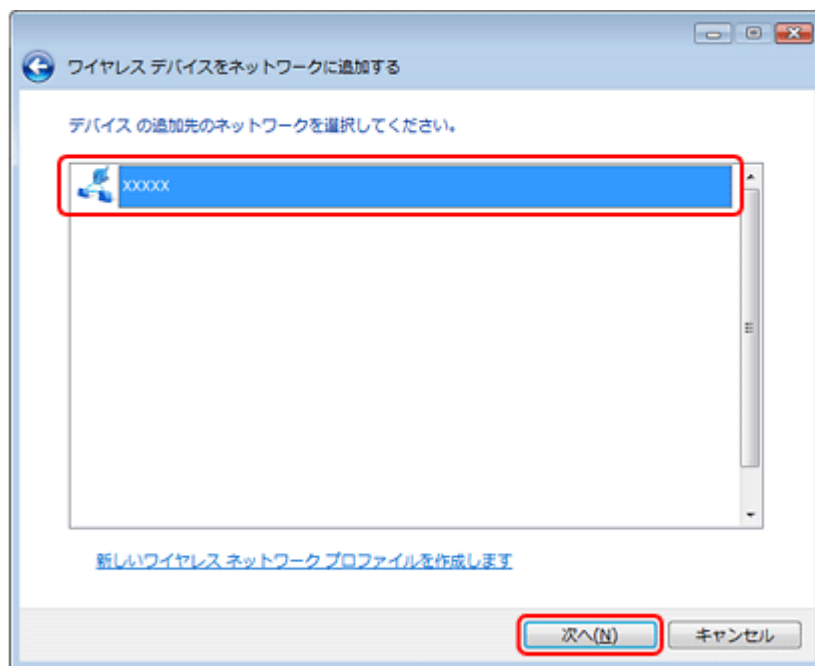 ワイヤレス デバイスをネットワークに追加する
デバイス の追加先のネットワークを選択してください。
xxxxx
新しいワイヤレス ネットワーク プロファイルを作成します
次へ(N)
キャンセル